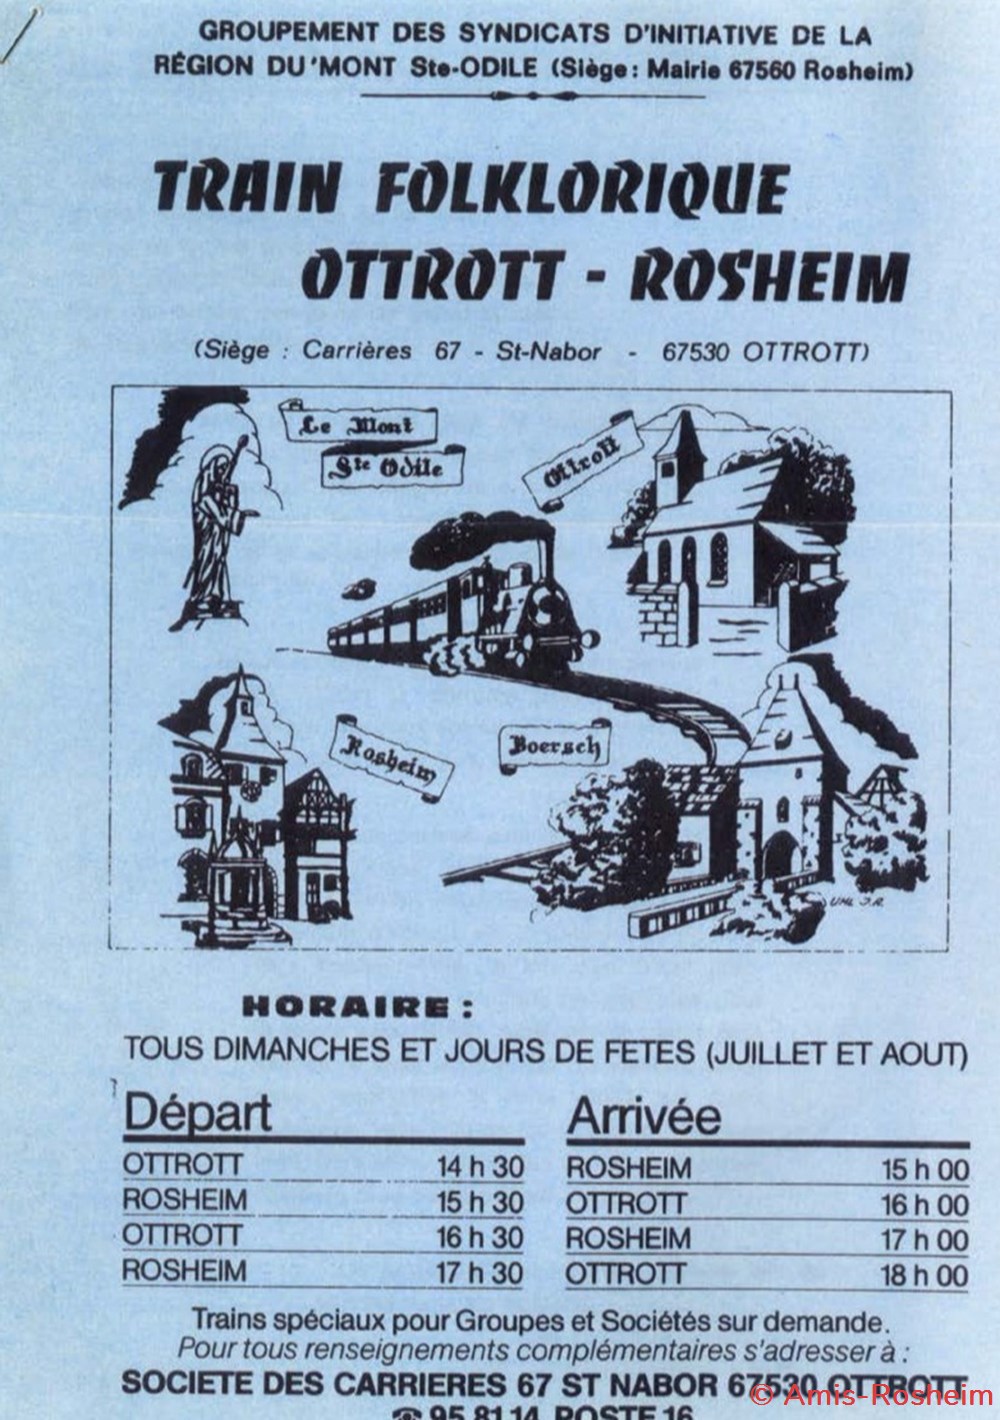 GROUPEMENT DES SYNDICATS D'INITIATIVE DE LA
RÉGION DU'MONT Ste-ODILE (Siège: Mairie 67560 Rosheim)
TRAIN FOLKLORIQUE
OTTROTT - ROSHEIM
(Siège : Carrières 67 - St-Nabor - 67530 OTTROTT)
Le Mont
Ste Odile
Ottrott
Rosheim
Boersch
UHL J.R.
HORAIRE :
TOUS DIMANCHES ET JOURS DE FETES (JUILLET ET AOUT)
Départ Arrivée
OTTROTT 14 h 30 ROSHEIM 15 h 00
ROSHEIM 15 h 30 OTTROTT 16 h 00
OTTROTT 16 h 30 ROSHEIM 17 h 00
ROSHEIM 17 h 30 OTTROTT 18 h 00
Trains spéciaux pour Groupes et Sociétés sur demande.
Pour tous renseignements complémentaires s'adresser à :
SOCIETE DES CARRIERES 67 ST NABOR 67530 OTTROTT
© Amis-Rosheim
☎ 95.81.14 POSTE 16